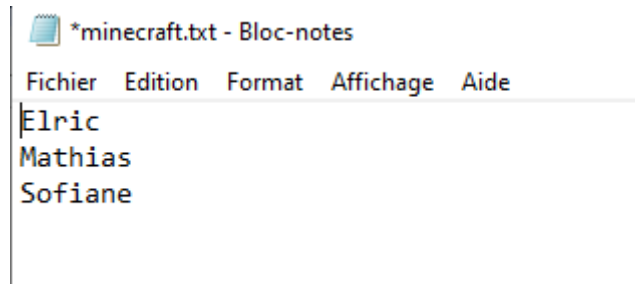 *minecraft.txt - Bloc-notes
Fichier Edition Format Affichage Aide
Elric
Mathias
Sofiane